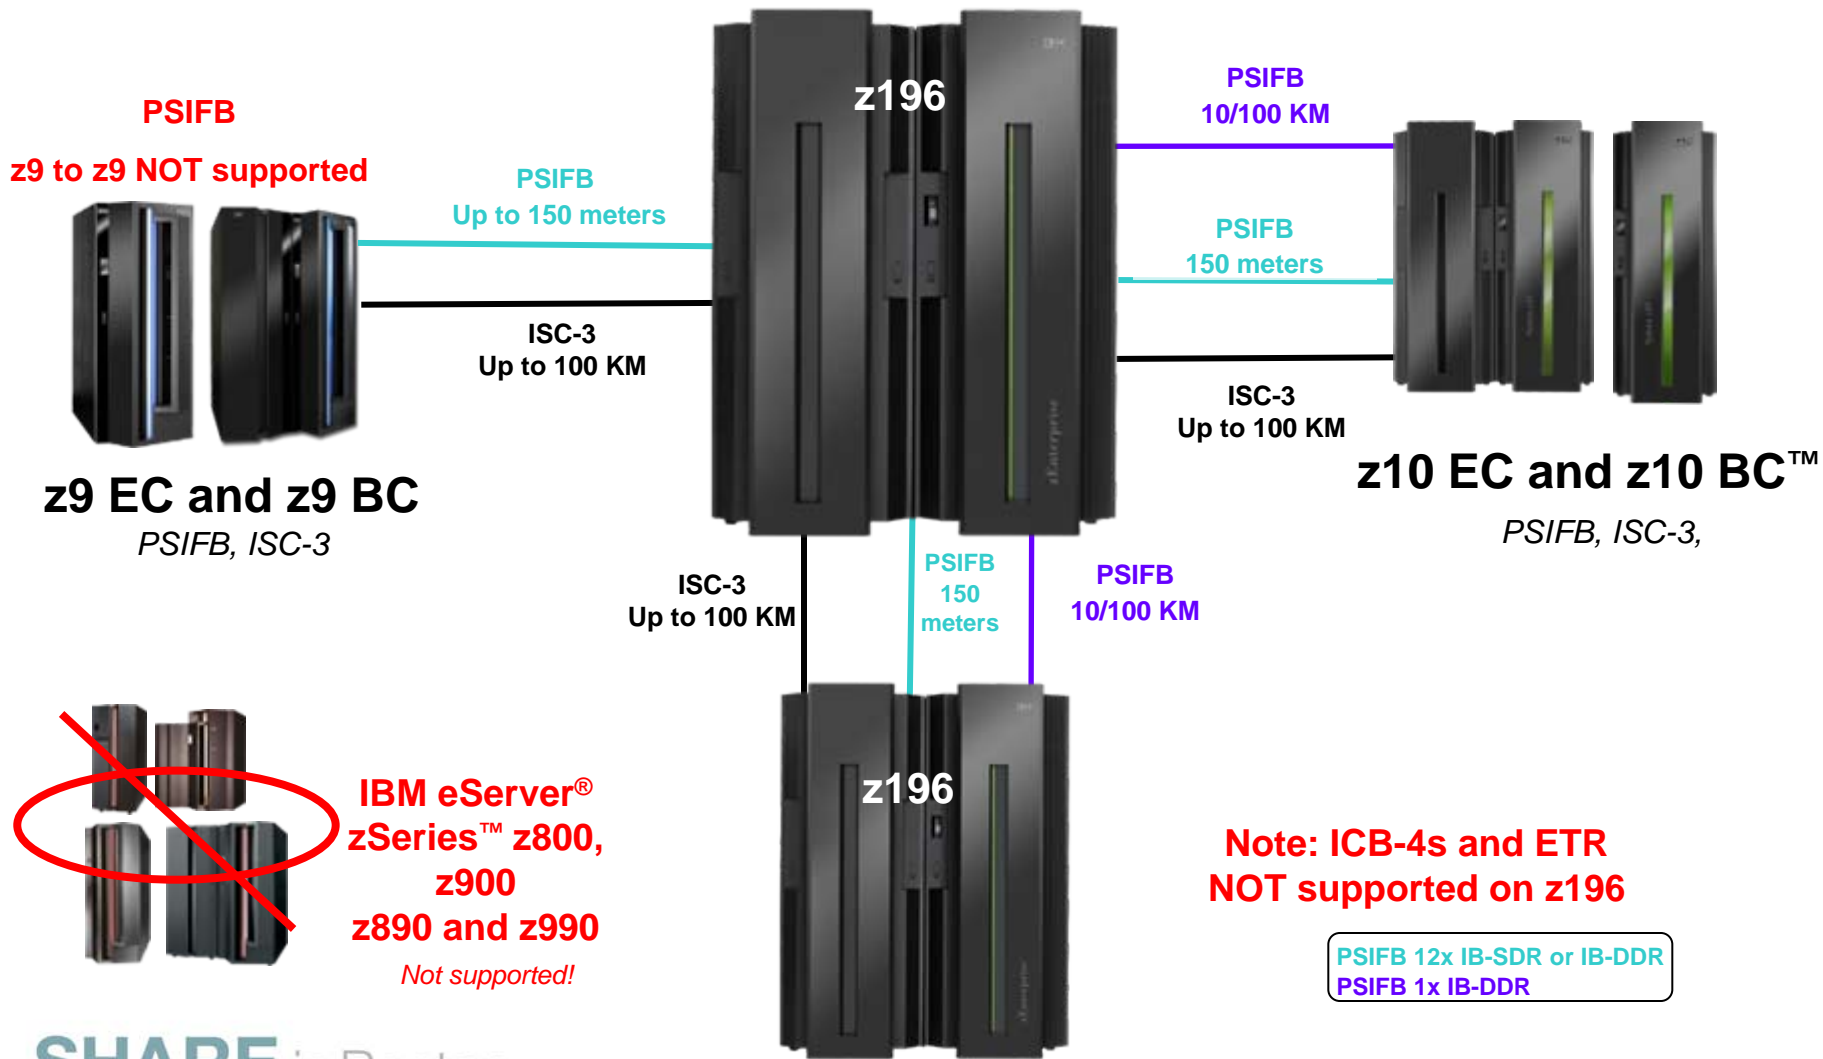 PSIFB
z9 to z9 NOT supported
PSIFB
Up to 150 meters
ISC-3
Up to 100 KM
z9 EC and z9 BC
PSIFB, ISC-3
z196
zEnterprise
PSIFB
10/100 KM
PSIFB
150 meters
ISC-3
Up to 100 KM
z10 EC and z10 BC™
PSIFB, ISC-3,
ISC-3
Up to 100 KM
PSIFB
150
meters
PSIFB
10/100 KM
z196
IBM eServer®
zSeries™ z800,
z900
z890 and z990
Not supported!
Note: ICB-4s and ETR
NOT supported on z196
PSIFB 12x IB-SDR or IB-DDR
PSIFB 1x IB-DDR
SHARE